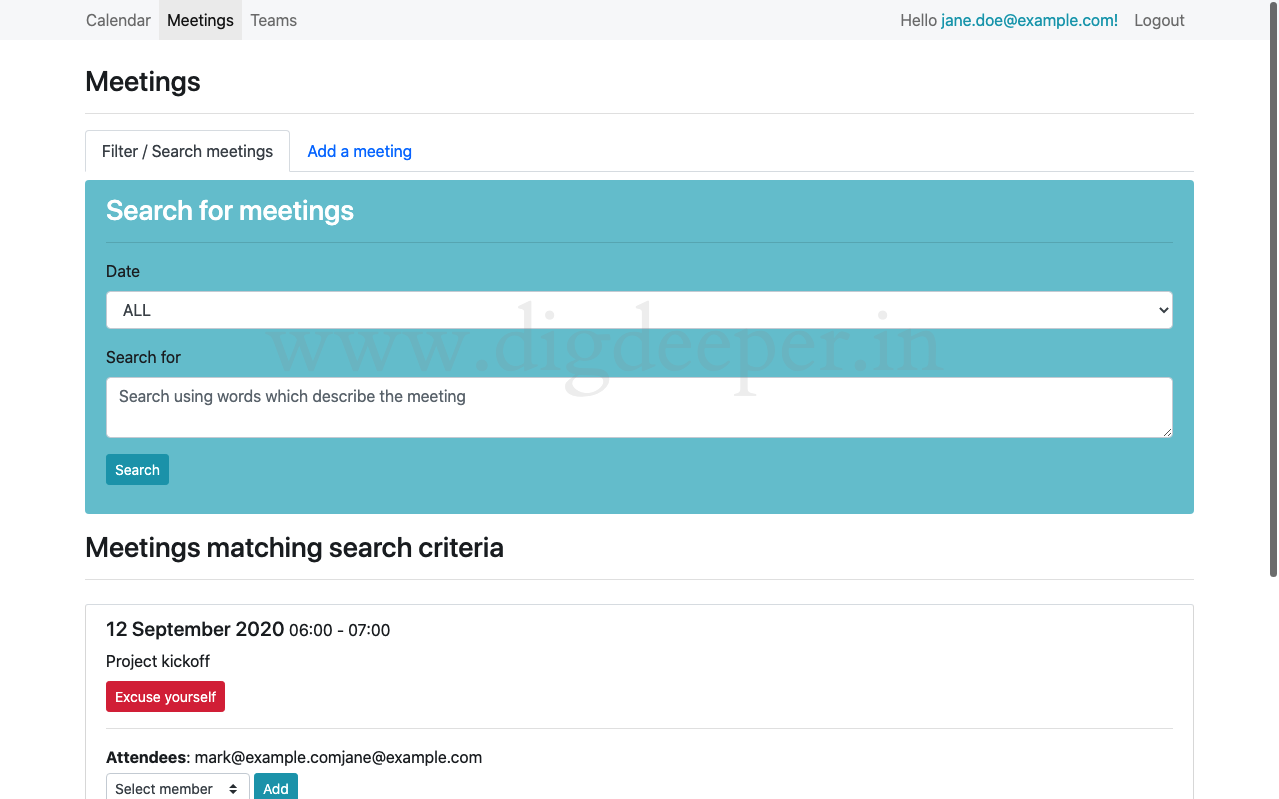 Calendar Meetings Teams Hello jane.doe@example.com! Logout
Meetings
Filter / Search meetings Add a meeting
Search for meetings
Date
ALL
www.digdeeper.in
Search for
Search using words which describe the meeting
Search
Meetings matching search criteria
12 September 2020 06:00 - 07:00
Project kickoff
Excuse yourself
Attendees: mark@example.comjane@example.com
Select member Add